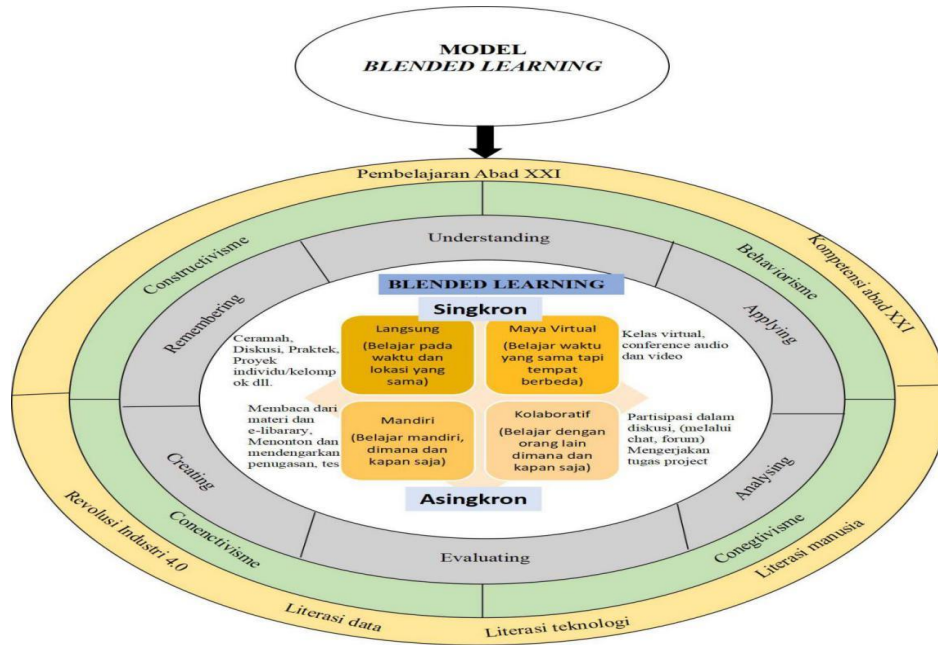 MODEL
BLENDED LEARNING
Pembelajaran Abad XXI
Kompetensi abad XXI
Constructivisme
Behaviorisme
Understanding
Remembering
Applying
BLENDED LEARNING
Singkron
Langsung
(Belajar pada
waktu dan
lokasi yang
sama)
Maya Virtual
(Belajar waktu
yang sama tapi
tempat
berbeda)
Ceramah,
Diskusi, Praktek,
Proyek
individu/kelomp
ok dll.
Kelas virtual,
conference audio
dan video
Membaca dari
materi dan
e-libarary,
Menonton dan
mendengarkan
penugasan, tes
Mandiri
(Belajar mandiri,
dimana dan
kapan saja)
Kolaboratif
(Belajar dengan
orang lain
dimana dan
kapan saja)
Partisipasi dalam
diskusi, (melalui
chat, forum)
Mengerjakan
tugas project
Asingkron
Creating
Analysing
Evaluating
Conenctivisme
Conegtivisme
Revolusi Industri 4.0
Literasi data
Literasi teknologi
Literasi manusia